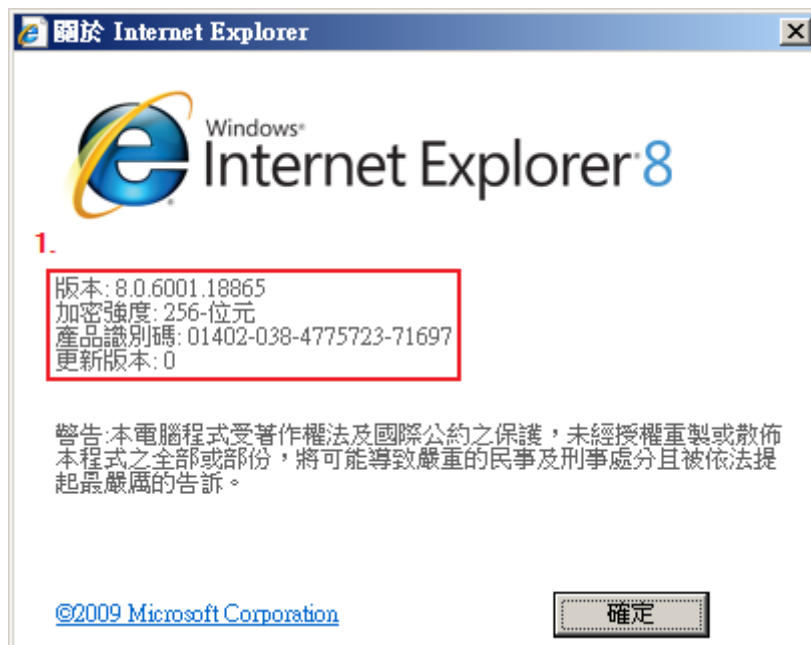 關於 Internet Explorer
Windows®
Internet Explorer 8
1.
版本: 8.0.6001.18865
加密強度: 256-位元
產品識別碼: 01402-038-4775723-71697
更新版本: 0
警告:本電腦程式受著作權法及國際公約之保護，未經授權重製或散佈
本程式之全部或部份，將可能導致嚴重的民事及刑事處分且被依法提
起最嚴厲的告訴。
©2009 Microsoft Corporation
確定